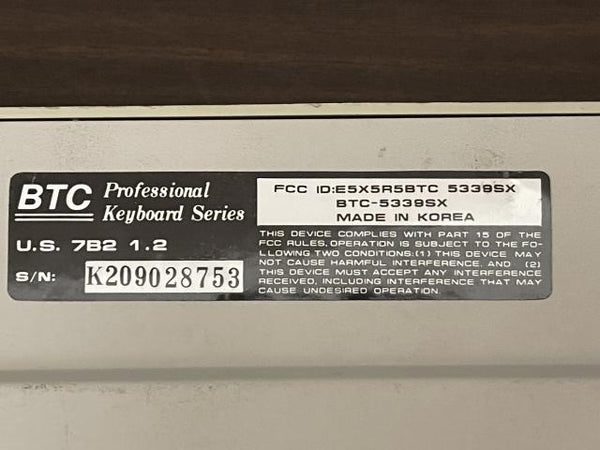 BTC Professional Keyboard Series
U.S. 7B2 1.2
S/N: K209028753
FCC ID:E5X5R5BTC 5339SX
BTC-5339SX
MADE IN KOREA
THIS DEVICE COMPLIES WITH PART 15 OF THE
FCC RULES, OPERATION IS SUBJECT TO THE FO-
LLOWING TWO CONDITIONS:(1) THIS DEVICE MAY
NOT CAUSE HARMFUL INTERFERENCE, AND (2)
THIS DEVICE MUST ACCEPT ANY INTERFERENCE
RECEIVED, INCLUDING INTERFERENCE THAT MAY
CAUSE UNDESIRED OPERATION.